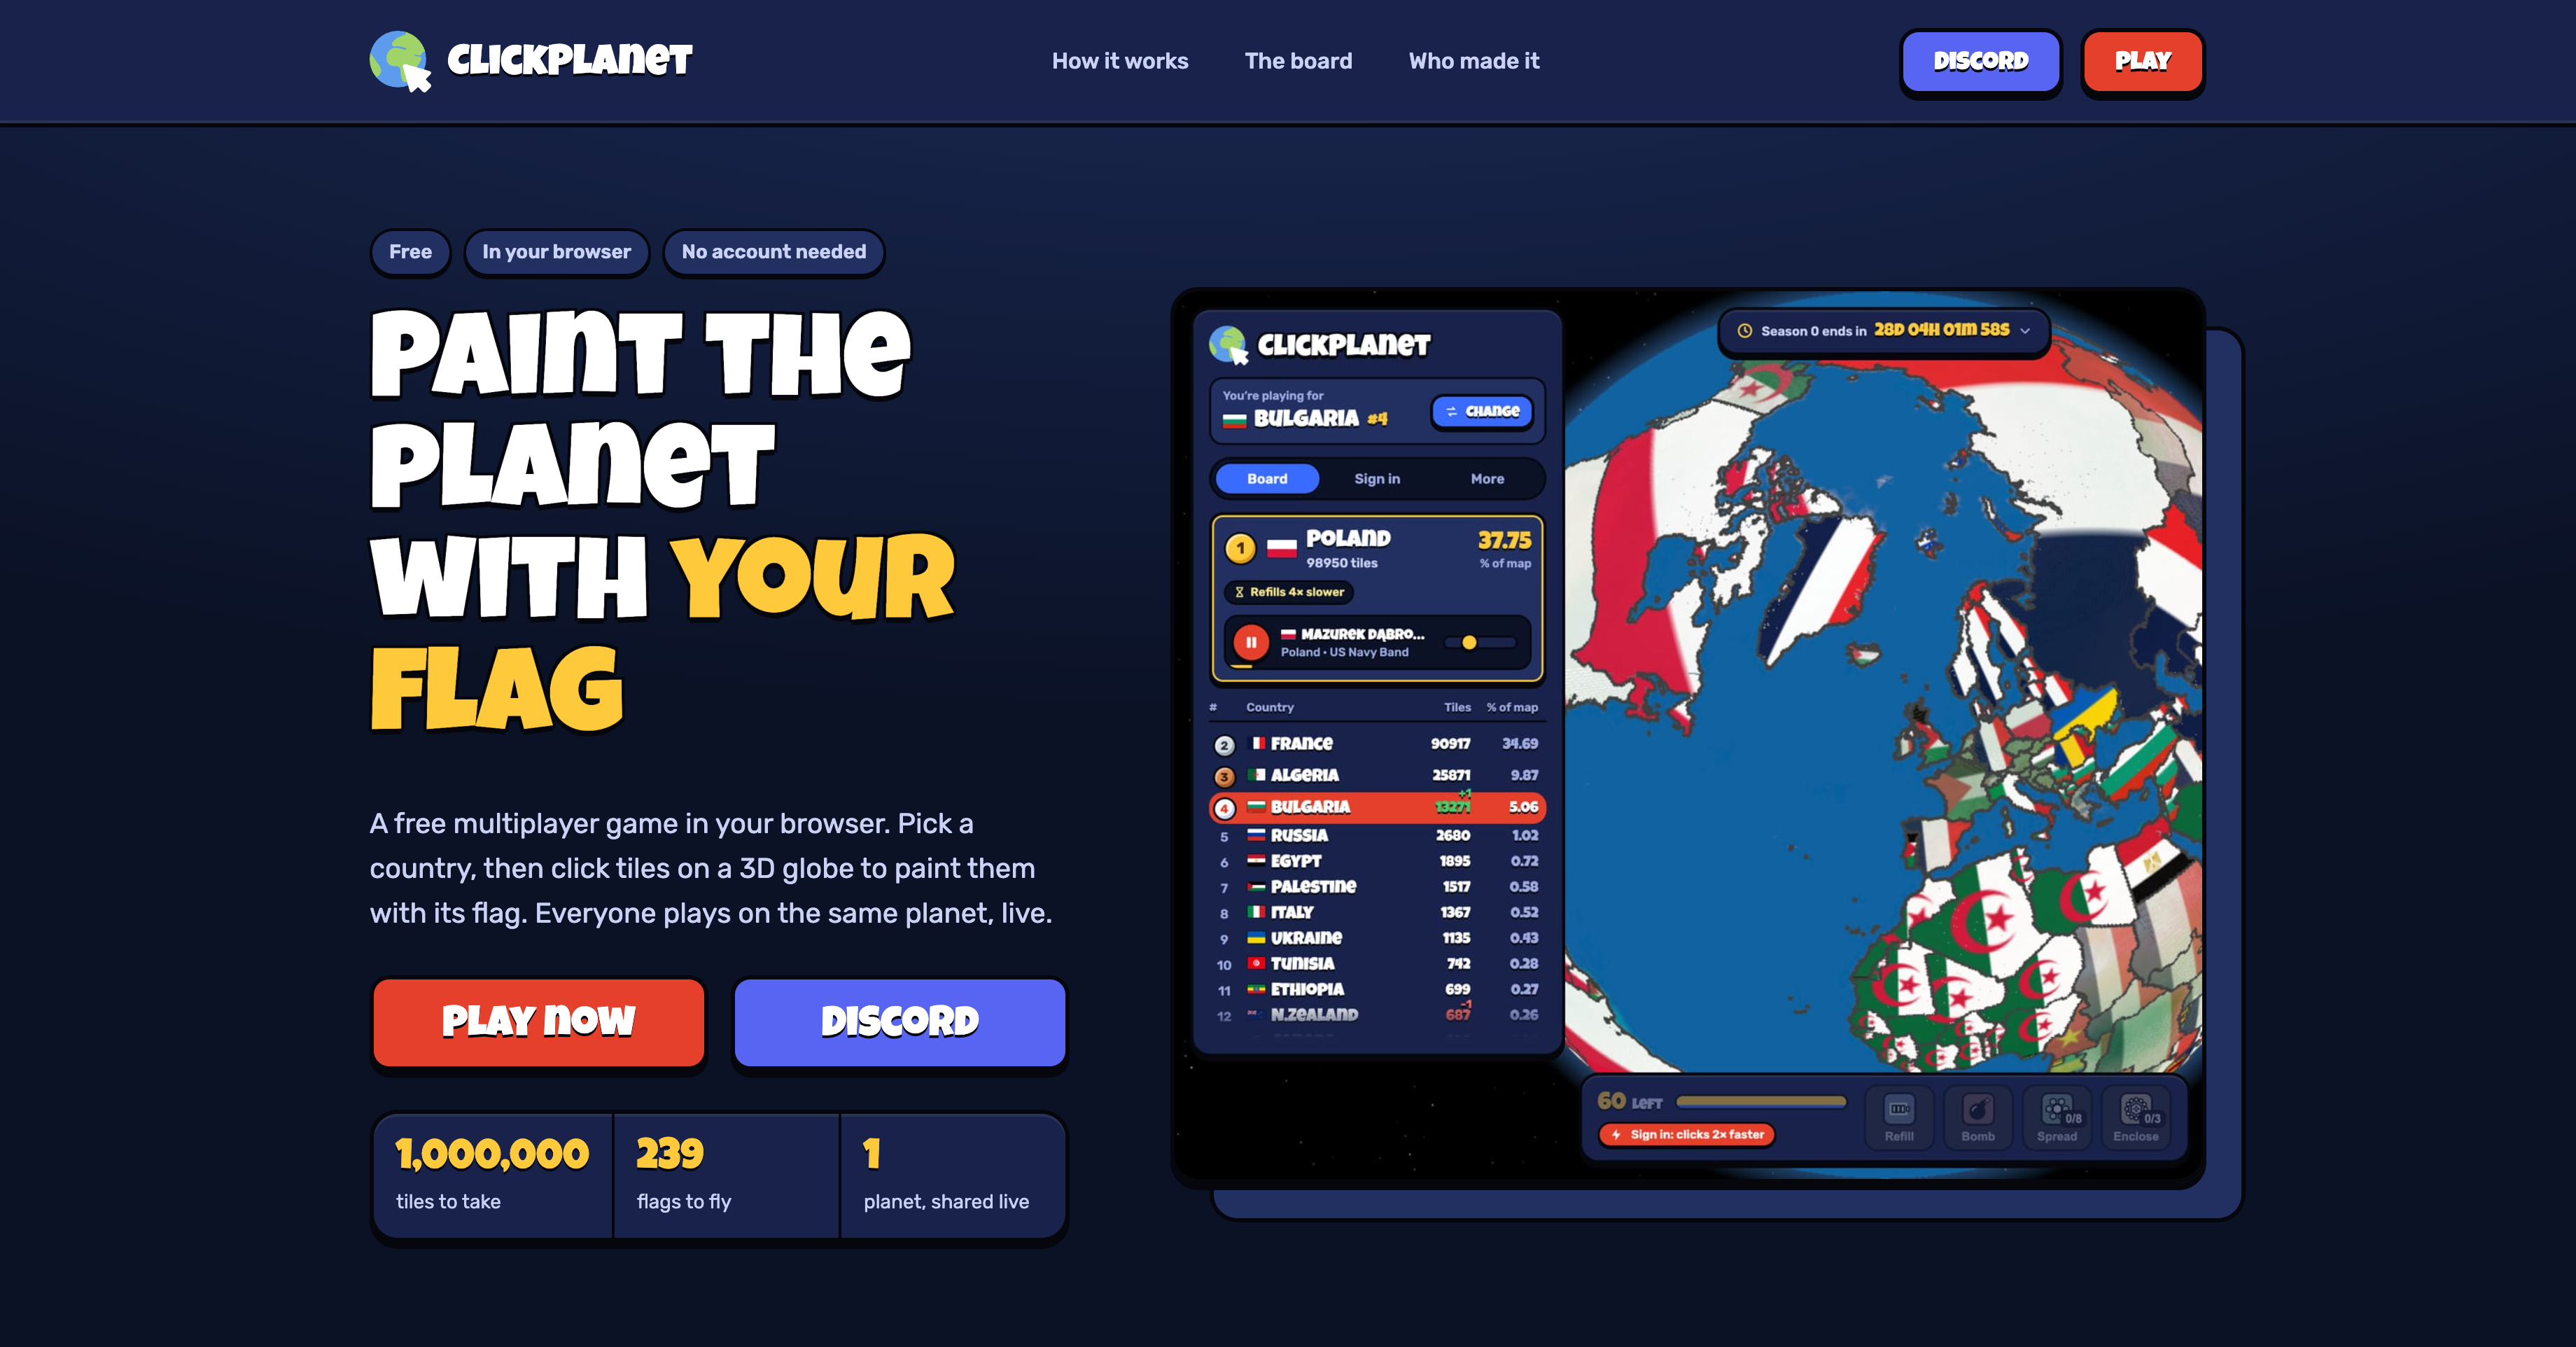 CLICKPLANET
How it works
The board
Who made it
DISCORD
PLAY
Free
In your browser
No account needed
PAINT THE
PLANET
WITH YOUR
FLAG
A free multiplayer game in your browser. Pick a
country, then click tiles on a 3D globe to paint them
with its flag. Everyone plays on the same planet, live.
PLAY NOW
DISCORD
1,000,000
tiles to take
239
flags to fly
1
planet, shared live
CLICKPLANET
You're playing for
BULGARIA #4
CHANGE
Board
Sign in
More
1 POLAND 37.75
98950 tiles % of map
Refills 4× slower
MAZUREK DĄBRO...
Poland • US Navy Band
# Country Tiles % of map
2 FRANCE 90917 34.69
3 ALGERIA 25871 9.87
+1
4 BULGARIA 13271 5.06
5 RUSSIA 2680 1.02
6 EGYPT 1895 0.72
7 PALESTINE 1517 0.58
8 ITALY 1367 0.52
9 UKRAINE 1135 0.43
10 TUNISIA 742 0.28
11 ETHIOPIA 699 0.27
-1
12 N.ZEALAND 687 0.26
Season 0 ends in 28D 04H 01M 58S
60 LEFT
Sign in: clicks 2× faster
Refill
Bomb
0/8
Spread
0/3
Enclose